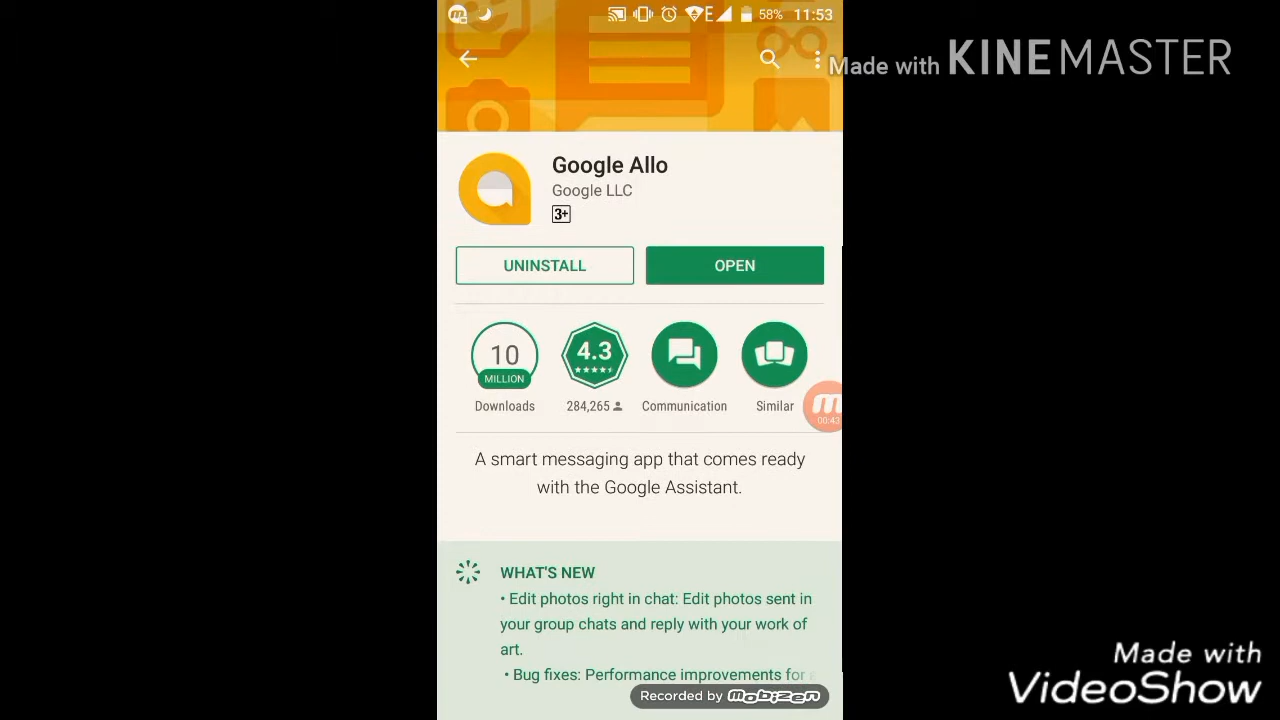 E 58% 11:53
Made with KINEMASTER
Google Allo
Google LLC
3+
UNINSTALL OPEN
10 MILLION 4.3
Downloads 284,265 Communication Similar
00:43
A smart messaging app that comes ready
with the Google Assistant.
WHAT'S NEW
• Edit photos right in chat: Edit photos sent in
your group chats and reply with your work of
art.
• Bug fixes: Performance improvements for
Recorded by mobizen
Made with
VideoShow